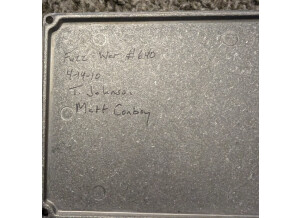 Fuzz War #640
4-14-10
T. Johnson
Matt Conboy